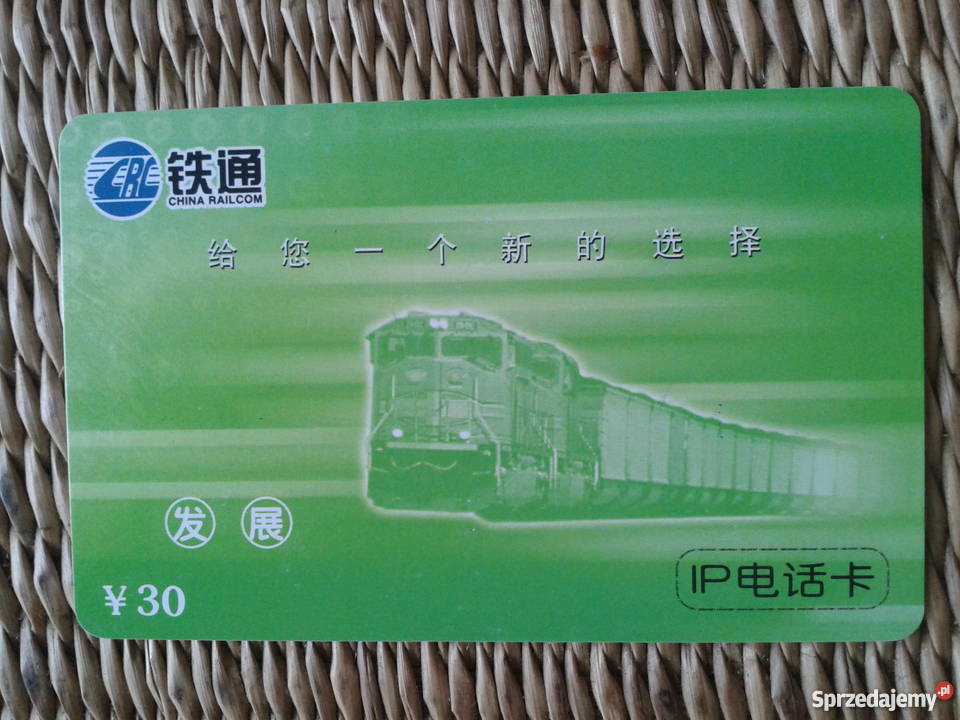 CRC 铁通
CHINA RAILCOM
给您一个新的选择
发展
¥30
IP电话卡
Sprzedajemy.pl